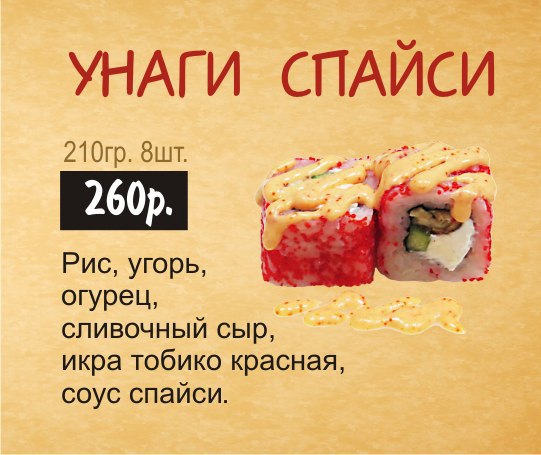 УНАГИ СПАЙСИ
210гр. 8шт.
260р.
Рис, угорь,
огурец,
сливочный сыр,
икра тобико красная,
соус спайси.